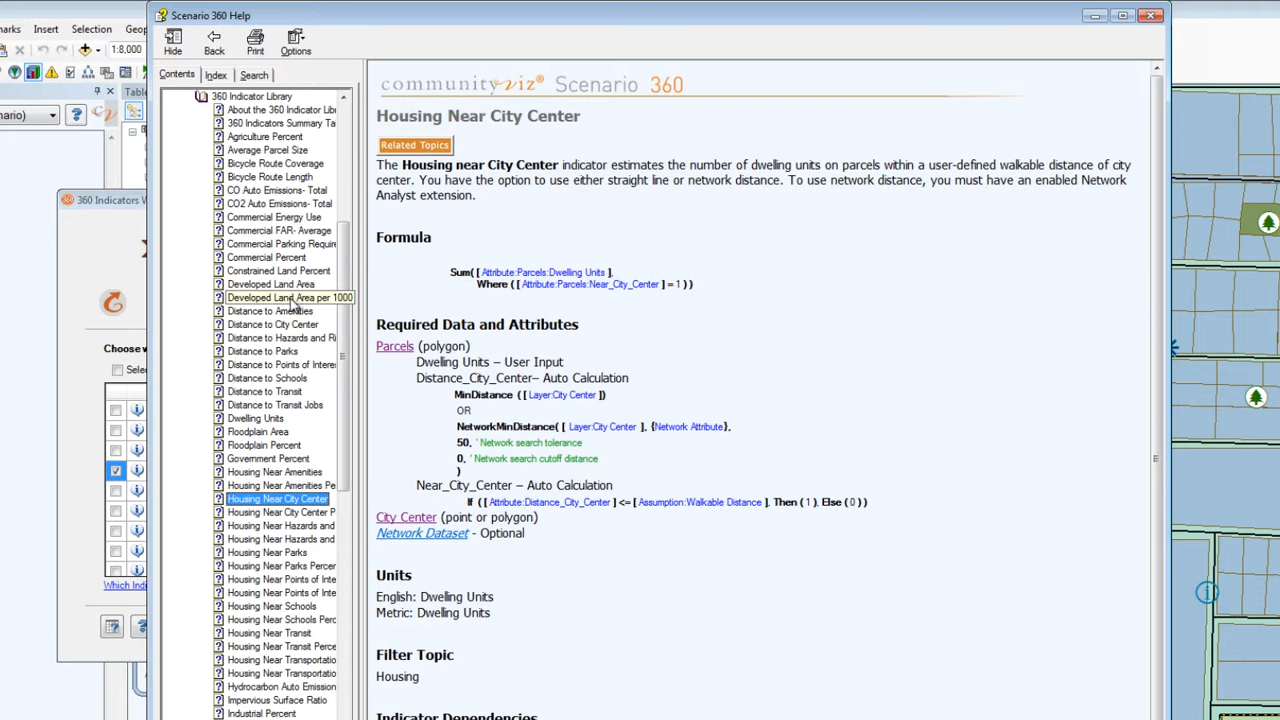 Scenario 360 Help
marks Insert Selection Geop
Hide Back Print Options
1:8,000
Contents Index Search
Table
nario)
360 Indicators W
Choose w
Selec
Which Indi
360 Indicator Library
About the 360 Indicator Libr
360 Indicators Summary Ta
Agriculture Percent
Average Parcel Size
Bicycle Route Coverage
Bicycle Route Length
CO Auto Emissions- Total
CO2 Auto Emissions- Total
Commercial Energy Use
Commercial FAR- Average
Commercial Parking Require
Commercial Percent
Constrained Land Percent
Developed Land Area
Developed Land Area per 1000
Distance to Amenities
Distance to City Center
Distance to Hazards and Ri
Distance to Parks
Distance to Points of Interes
Distance to Schools
Distance to Transit
Distance to Transit Jobs
Dwelling Units
Floodplain Area
Floodplain Percent
Government Percent
Housing Near Amenities
Housing Near Amenities Pe
Housing Near City Center
Housing Near City Center P
Housing Near Hazards and
Housing Near Hazards and
Housing Near Parks
Housing Near Parks Percen
Housing Near Points of Inte
Housing Near Points of Inte
Housing Near Schools
Housing Near Schools Perc
Housing Near Transit
Housing Near Transit Perce
Housing Near Transportatio
Housing Near Transportatio
Hydrocarbon Auto Emission
Impervious Surface Ratio
Industrial Percent
communityviz® Scenario 360
Housing Near City Center
Related Topics
The Housing near City Center indicator estimates the number of dwelling units on parcels within a user-defined walkable distance of city
center. You have the option to use either straight line or network distance. To use network distance, you must have an enabled Network
Analyst extension.
Formula
Sum( [ Attribute:Parcels:Dwelling Units ],
Where ( [ Attribute:Parcels:Near_City_Center ] = 1 ) )
Required Data and Attributes
Parcels (polygon)
Dwelling Units – User Input
Distance_City_Center– Auto Calculation
MinDistance ( [ Layer:City Center ])
OR
NetworkMinDistance( [ Layer:City Center ], {Network Attribute},
50, ' Network search tolerance
0, ' Network search cutoff distance
)
Near_City_Center – Auto Calculation
If ( [ Attribute:Distance_City_Center ] <= [ Assumption:Walkable Distance ], Then ( 1 ), Else ( 0 ) )
City Center (point or polygon)
Network Dataset - Optional
Units
English: Dwelling Units
Metric: Dwelling Units
Filter Topic
Housing
Indicator Dependencies